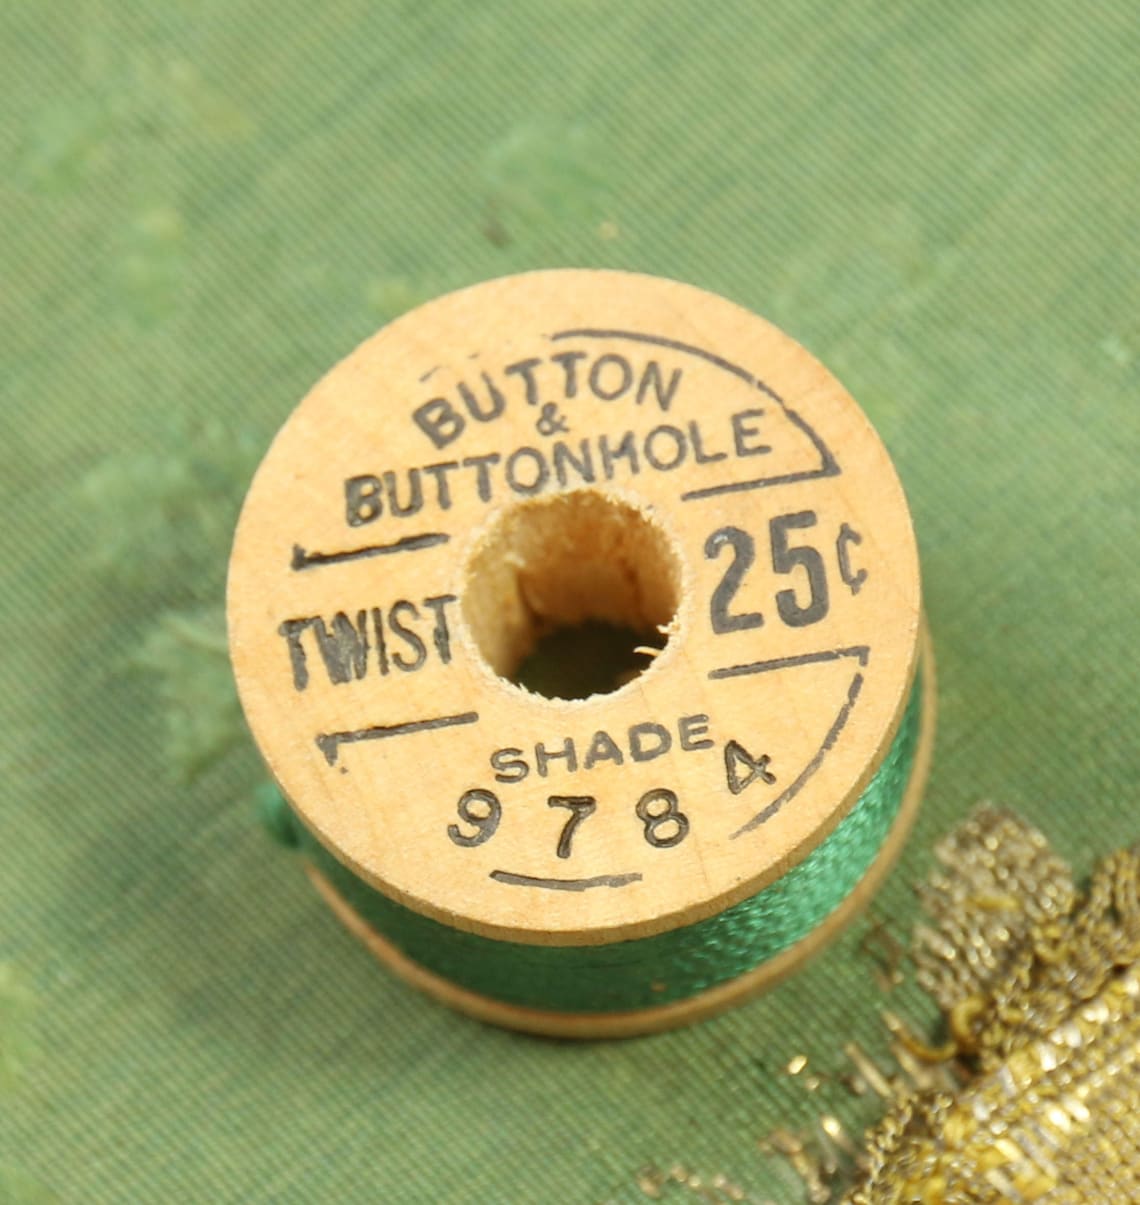 BUTTON
&
BUTTONHOLE
TWIST 25¢
SHADE
9784